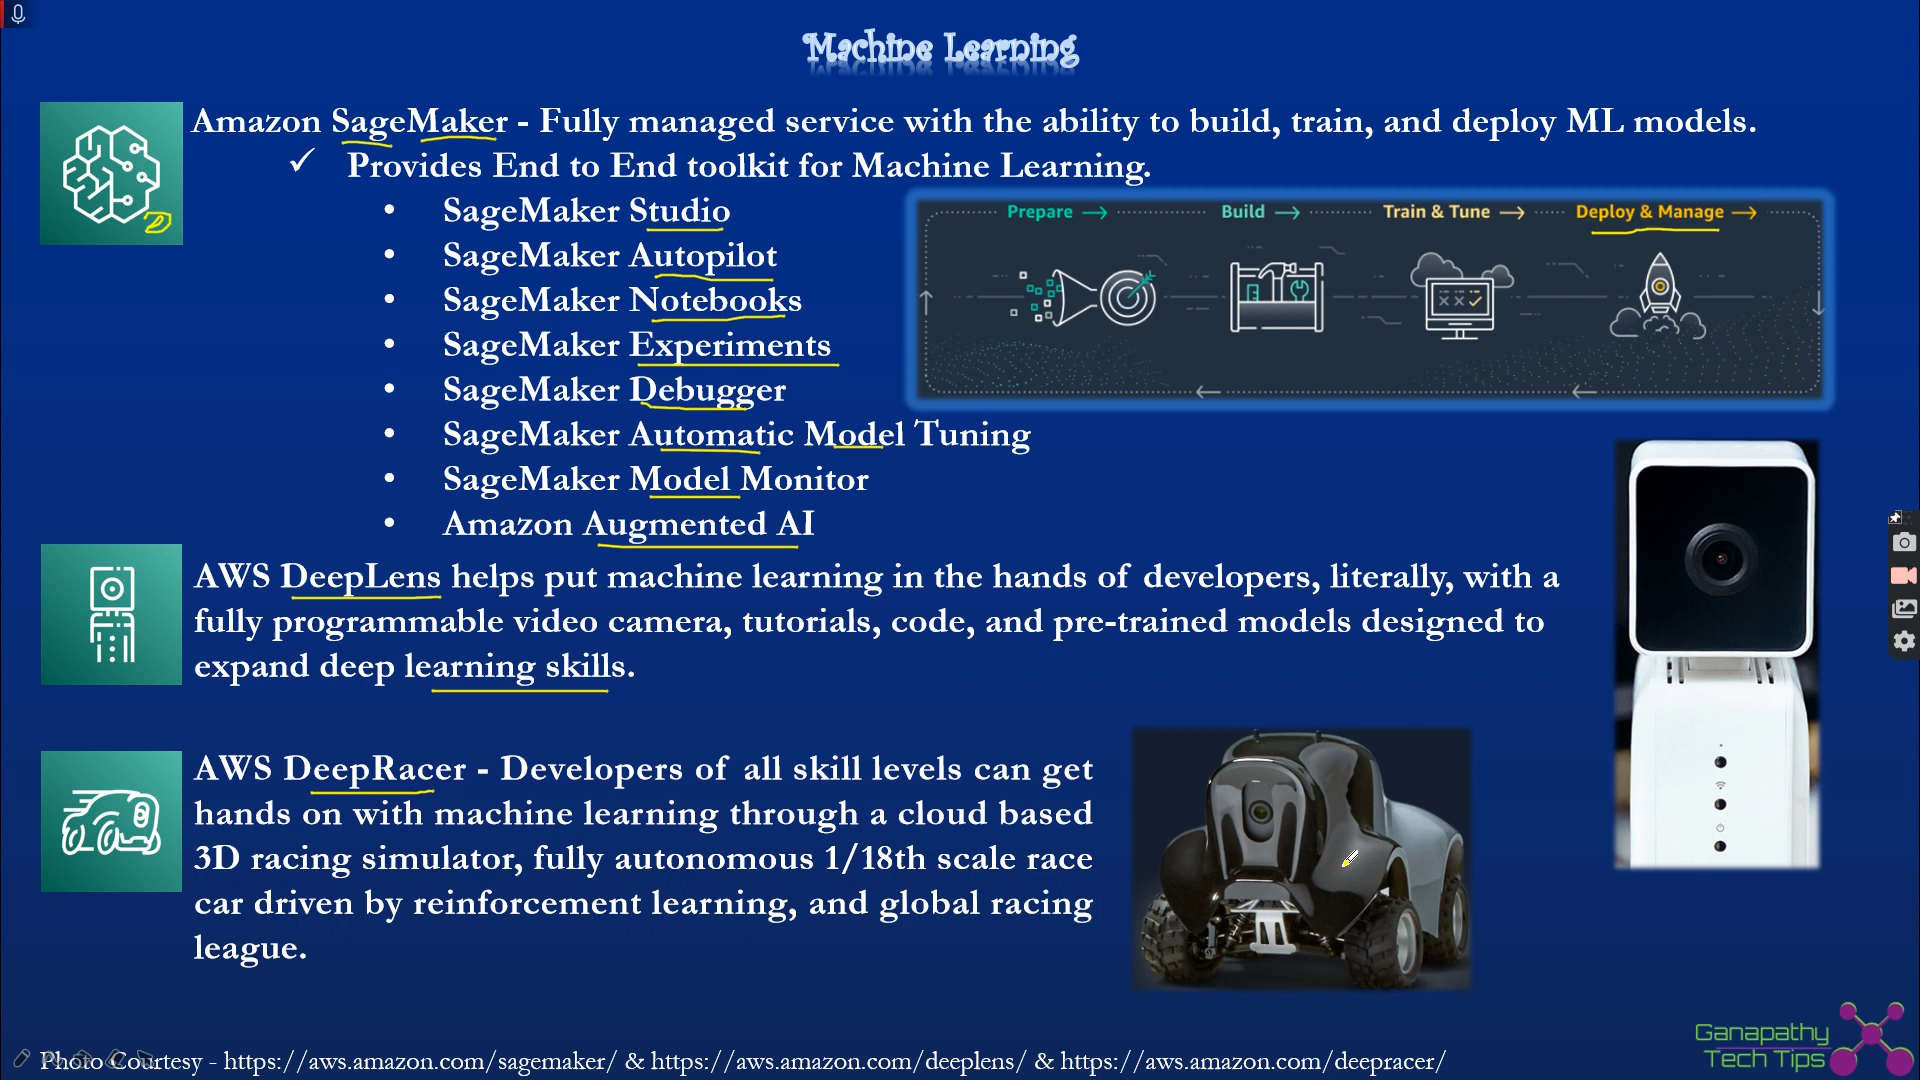 Machine Learning
Amazon SageMaker - Fully managed service with the ability to build, train, and deploy ML models.
✓ Provides End to End toolkit for Machine Learning.
• SageMaker Studio
• SageMaker Autopilot
• SageMaker Notebooks
• SageMaker Experiments
• SageMaker Debugger
• SageMaker Automatic Model Tuning
• SageMaker Model Monitor
• Amazon Augmented AI
Prepare → Build → Train & Tune → Deploy & Manage →
AWS DeepLens helps put machine learning in the hands of developers, literally, with a
fully programmable video camera, tutorials, code, and pre-trained models designed to
expand deep learning skills.
AWS DeepRacer - Developers of all skill levels can get
hands on with machine learning through a cloud based
3D racing simulator, fully autonomous 1/18th scale race
car driven by reinforcement learning, and global racing
league.
Photo Courtesy - https://aws.amazon.com/sagemaker/ & https://aws.amazon.com/deeplens/ & https://aws.amazon.com/deepracer/
Ganapathy
Tech Tips